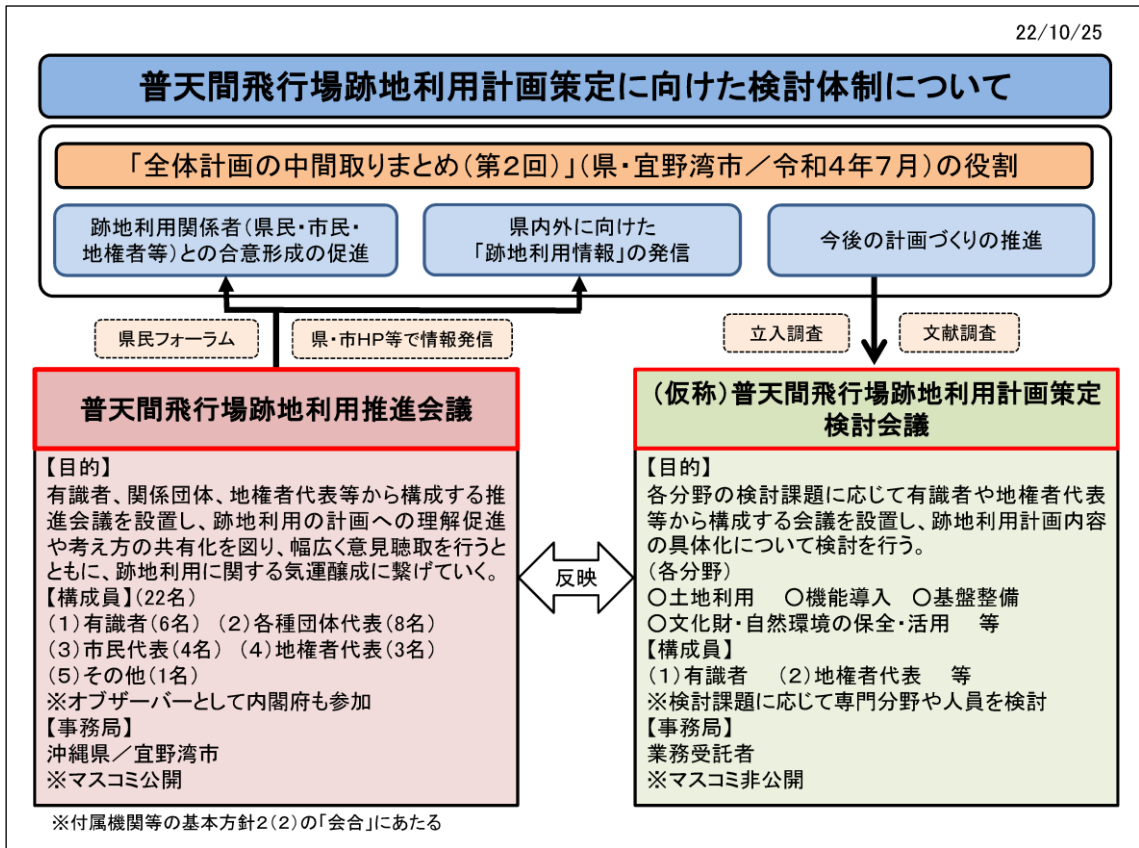 22/10/25
普天間飛行場跡地利用計画策定に向けた検討体制について
「全体計画の中間取りまとめ(第2回)」(県・宜野湾市／令和4年7月)の役割
跡地利用関係者(県民・市民・
地権者等)との合意形成の促進
県内外に向けた
「跡地利用情報」の発信
今後の計画づくりの推進
県民フォーラム
県・市HP等で情報発信
立入調査
文献調査
普天間飛行場跡地利用推進会議
【目的】
有識者、関係団体、地権者代表等から構成する推
進会議を設置し、跡地利用の計画への理解促進
や考え方の共有化を図り、幅広く意見聴取を行うと
ともに、跡地利用に関する気運醸成に繋げていく。
【構成員】(22名)
(1)有識者(6名) (2)各種団体代表(8名)
(3)市民代表(4名) (4)地権者代表(3名)
(5)その他(1名)
※オブザーバーとして内閣府も参加
【事務局】
沖縄県／宜野湾市
※マスコミ公開
反映
(仮称)普天間飛行場跡地利用計画策定
検討会議
【目的】
各分野の検討課題に応じて有識者や地権者代表
等から構成する会議を設置し、跡地利用計画内容
の具体化について検討を行う。
(各分野)
○土地利用 ○機能導入 ○基盤整備
○文化財・自然環境の保全・活用 等
【構成員】
(1)有識者 (2)地権者代表 等
※検討課題に応じて専門分野や人員を検討
【事務局】
業務受託者
※マスコミ非公開
※付属機関等の基本方針2(2)の「会合」にあたる